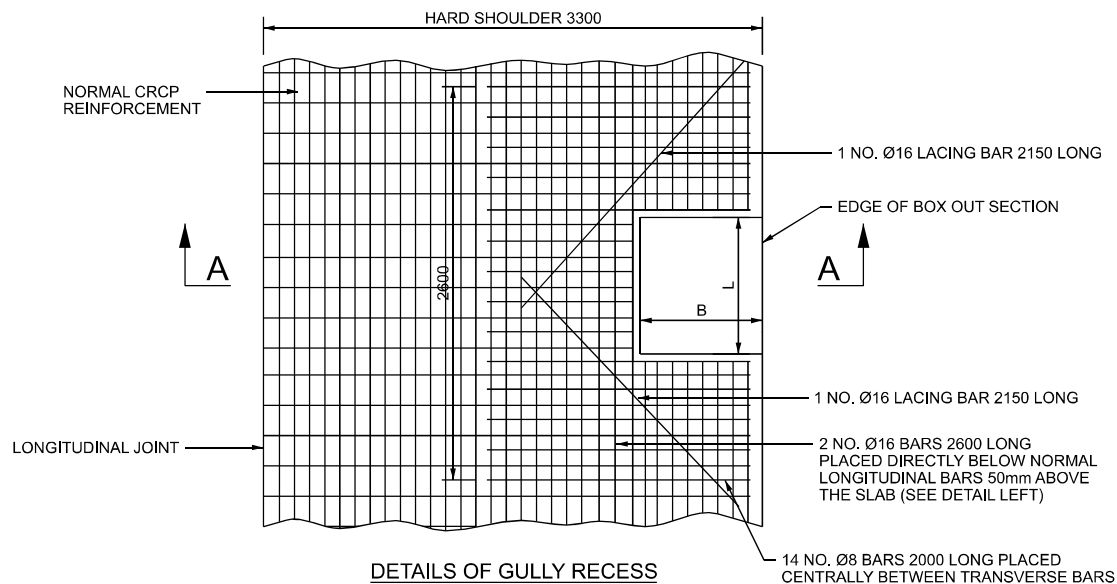 HARD SHOULDER 3300
NORMAL CRCP
REINFORCEMENT
1 NO. Ø16 LACING BAR 2150 LONG
EDGE OF BOX OUT SECTION
A
A
2600
L
B
1 NO. Ø16 LACING BAR 2150 LONG
LONGITUDINAL JOINT
2 NO. Ø16 BARS 2600 LONG
PLACED DIRECTLY BELOW NORMAL
LONGITUDINAL BARS 50mm ABOVE
THE SLAB (SEE DETAIL LEFT)
14 NO. Ø8 BARS 2000 LONG PLACED
CENTRALLY BETWEEN TRANSVERSE BARS
DETAILS OF GULLY RECESS